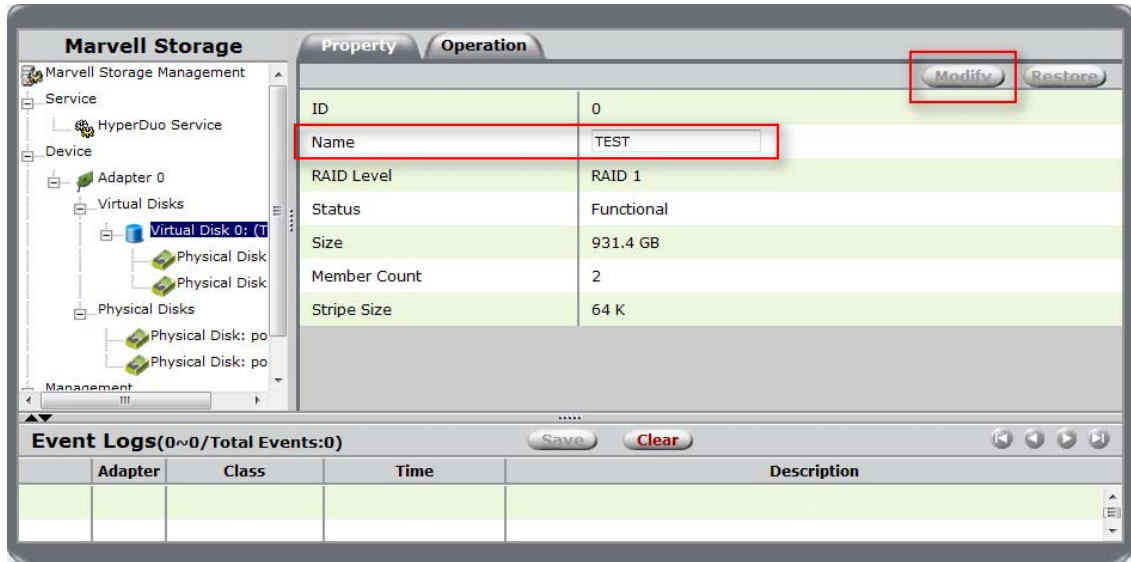 Marvell Storage
Property
Operation
Marvell Storage Management
Service
HyperDuo Service
Device
Adapter 0
Virtual Disks
Virtual Disk 0: (T
Physical Disk
Physical Disk
Physical Disks
Physical Disk: po
Physical Disk: po
Management
Modify
Restore
ID 0
Name TEST
RAID Level RAID 1
Status Functional
Size 931.4 GB
Member Count 2
Stripe Size 64 K
Event Logs(0~0/Total Events:0)
Save
Clear
Adapter Class Time Description